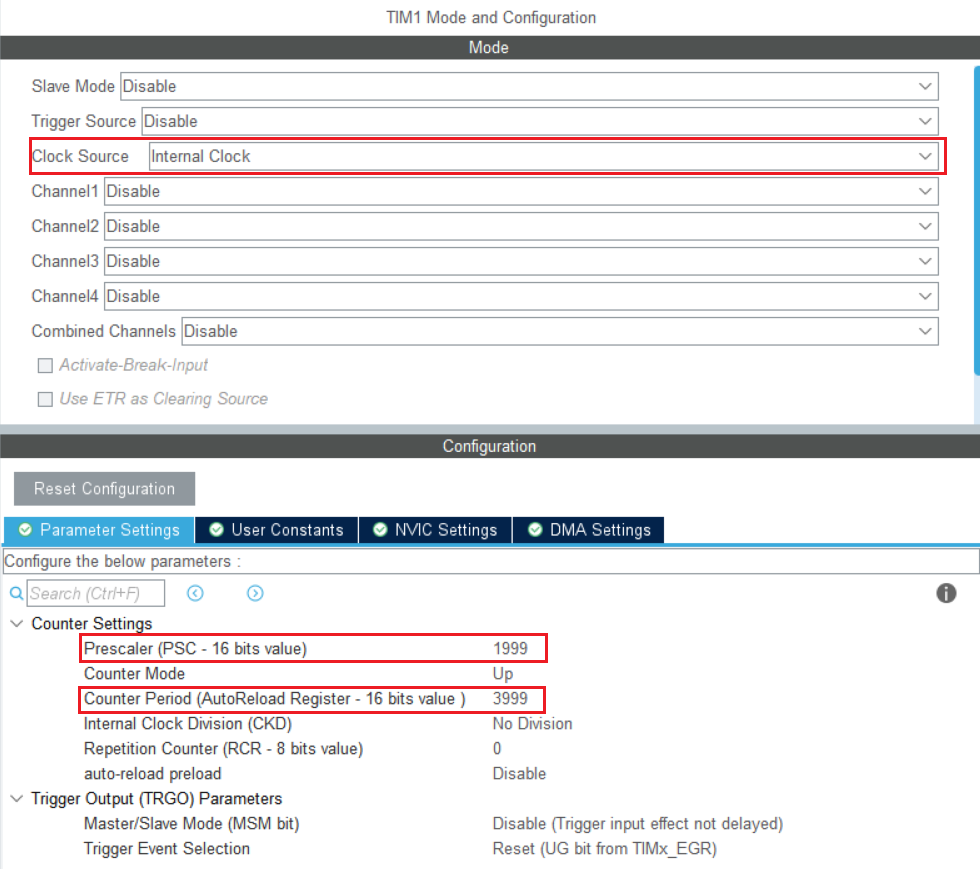 TIM1 Mode and Configuration
Mode
Slave Mode Disable
Trigger Source Disable
Clock Source Internal Clock
Channel1 Disable
Channel2 Disable
Channel3 Disable
Channel4 Disable
Combined Channels Disable
Activate-Break-Input
Use ETR as Clearing Source
Configuration
Reset Configuration
Parameter Settings User Constants NVIC Settings DMA Settings
Configure the below parameters :
Search (Ctrl+F)
Counter Settings
Prescaler (PSC - 16 bits value) 1999
Counter Mode Up
Counter Period (AutoReload Register - 16 bits value ) 3999
Internal Clock Division (CKD) No Division
Repetition Counter (RCR - 8 bits value) 0
auto-reload preload Disable
Trigger Output (TRGO) Parameters
Master/Slave Mode (MSM bit) Disable (Trigger input effect not delayed)
Trigger Event Selection Reset (UG bit from TIMx_EGR)